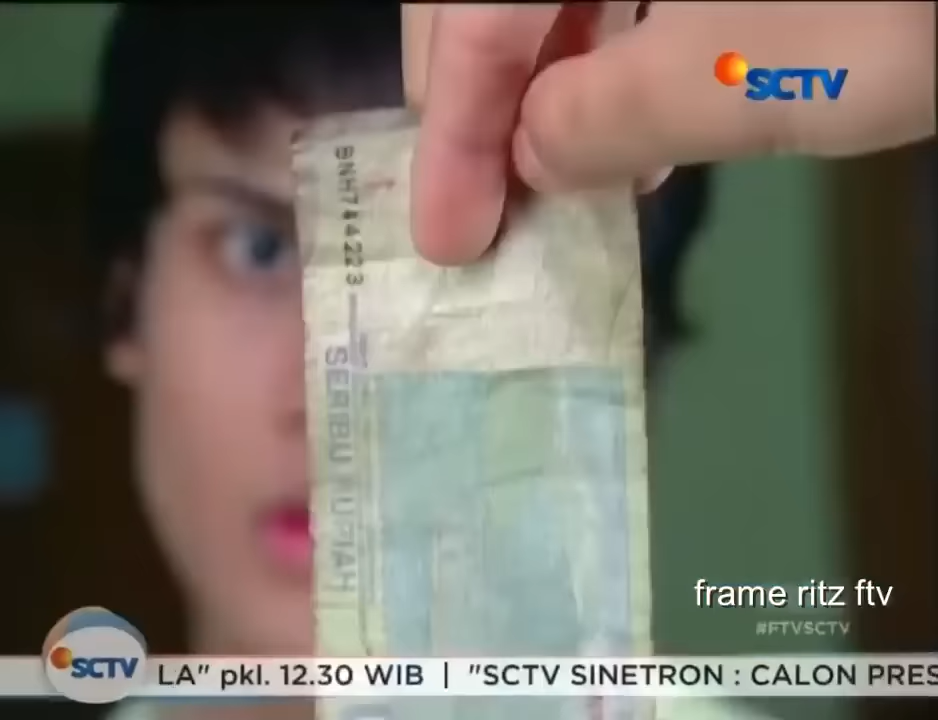 SCTV
BNH744223
SERIBU RUPIAH
frame ritz ftv
#FTVSCTV
SCTV
LA" pkl. 12.30 WIB | "SCTV SINETRON : CALON PRES